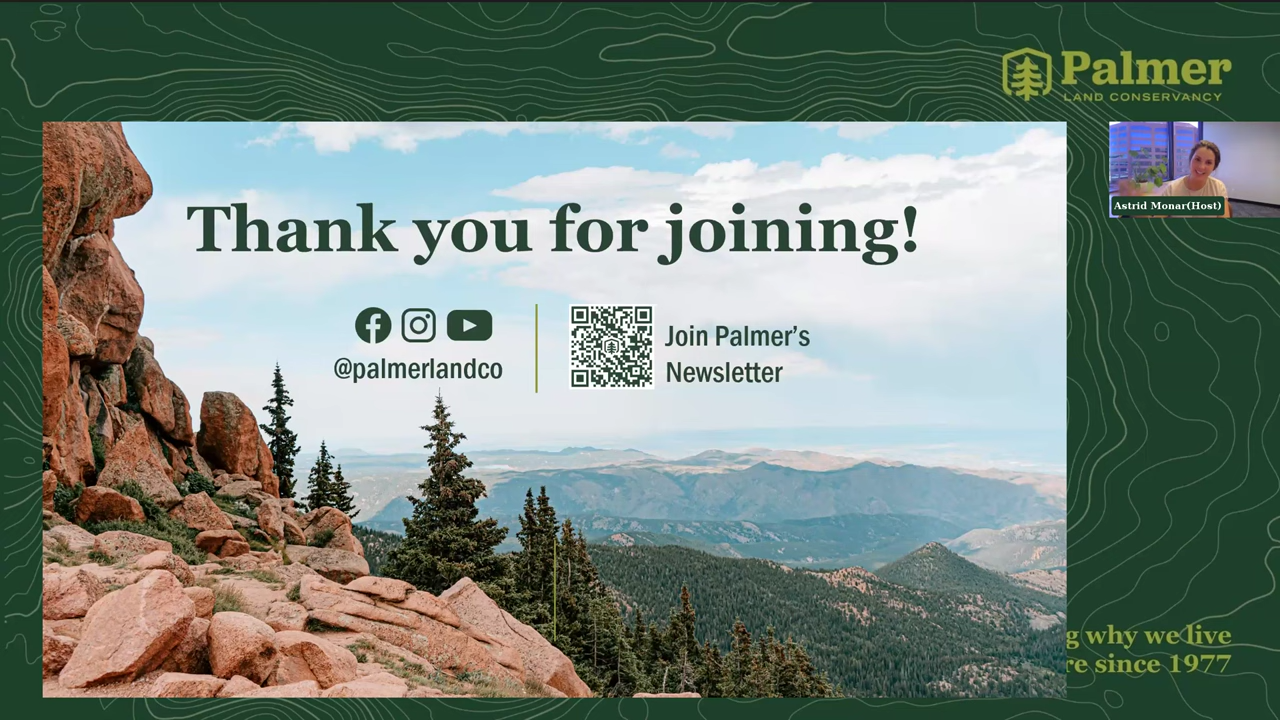 Palmer
LAND CONSERVANCY
Astrid Monar(Host)
Thank you for joining!
@palmerlandco
Join Palmer's
Newsletter
why we live
since 1977